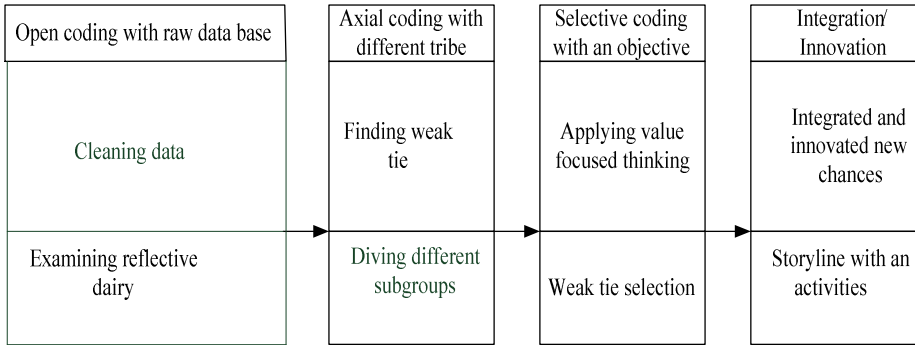 Open coding with raw data base
Cleaning data
Examining reflective
dairy
Axial coding with
different tribe
Finding weak
tie
Diving different
subgroups
Selective coding
with an objective
Applying value
focused thinking
Weak tie selection
Integration/
Innovation
Integrated and
innovated new
chances
Storyline with an
activities